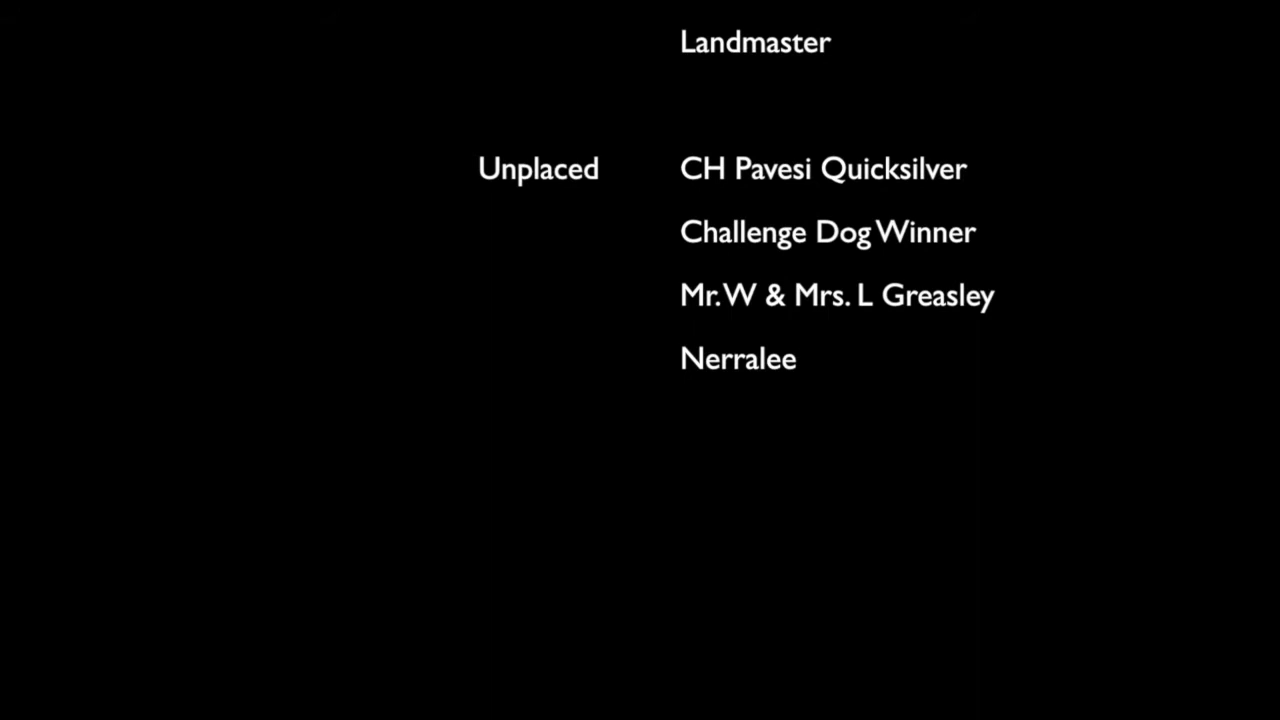 Landmaster
Unplaced CH Pavesi Quicksilver
Challenge Dog Winner
Mr. W & Mrs. L Greasley
Nerralee